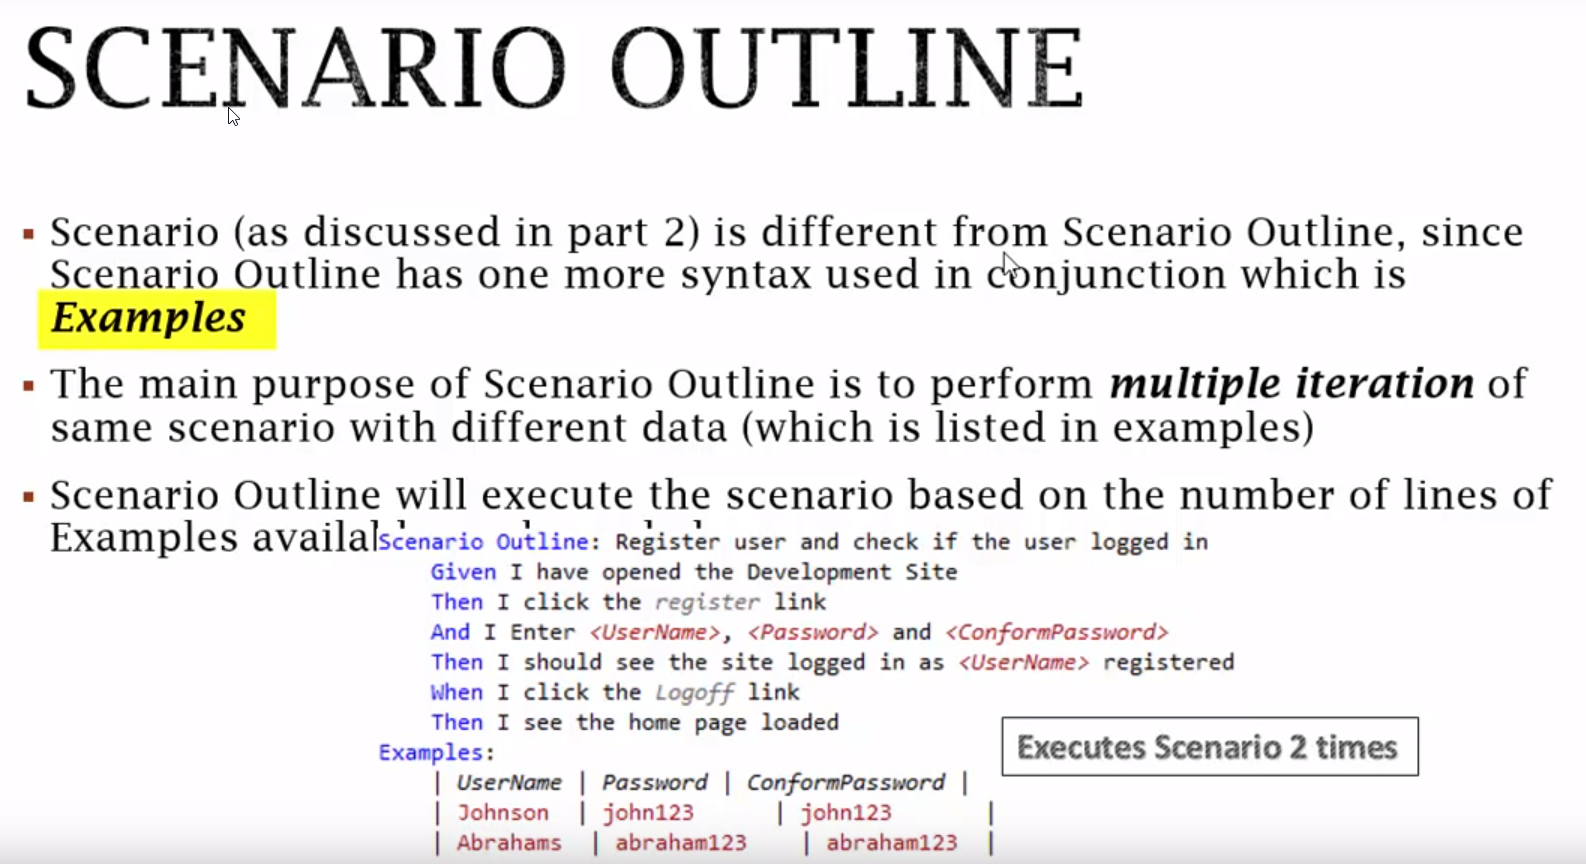 SCENARIO OUTLINE
▪ Scenario (as discussed in part 2) is different from Scenario Outline, since
Scenario Outline has one more syntax used in conjunction which is
Examples
▪ The main purpose of Scenario Outline is to perform multiple iteration of
same scenario with different data (which is listed in examples)
▪ Scenario Outline will execute the scenario based on the number of lines of
Examples
Scenario Outline: Register user and check if the user logged in
Given I have opened the Development Site
Then I click the register link
And I Enter <UserName>, <Password> and <ConformPassword>
Then I should see the site logged in as <UserName> registered
When I click the Logoff link
Then I see the home page loaded
Executes Scenario 2 times
Examples:
| UserName | Password | ConformPassword |
| Johnson | john123 | john123 |
| Abrahams | abraham123 | abraham123 |